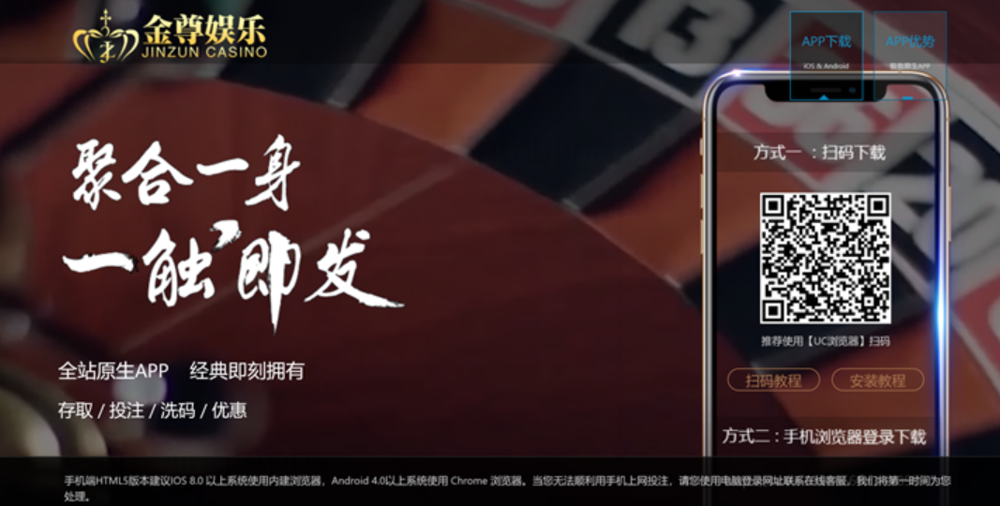 金尊娱乐
JINZUN CASINO
APP下载
iOS & Android
APP优势
方式一 ：扫码下载
聚合一身
一触即发
推荐使用【UC浏览器】扫码
全站原生APP 经典即刻拥有
扫码教程
安装教程
存取 / 投注 / 洗码 / 优惠
方式二：手机浏览器登录下载
手机端HTML5版本建议IOS 8.0 以上系统使用内建浏览器，Android 4.0以上系统使用 Chrome 浏览器。当您无法顺利用手机上网投注，请您使用电脑登录网址联系在线客服，我们将第一时间为您
处理。